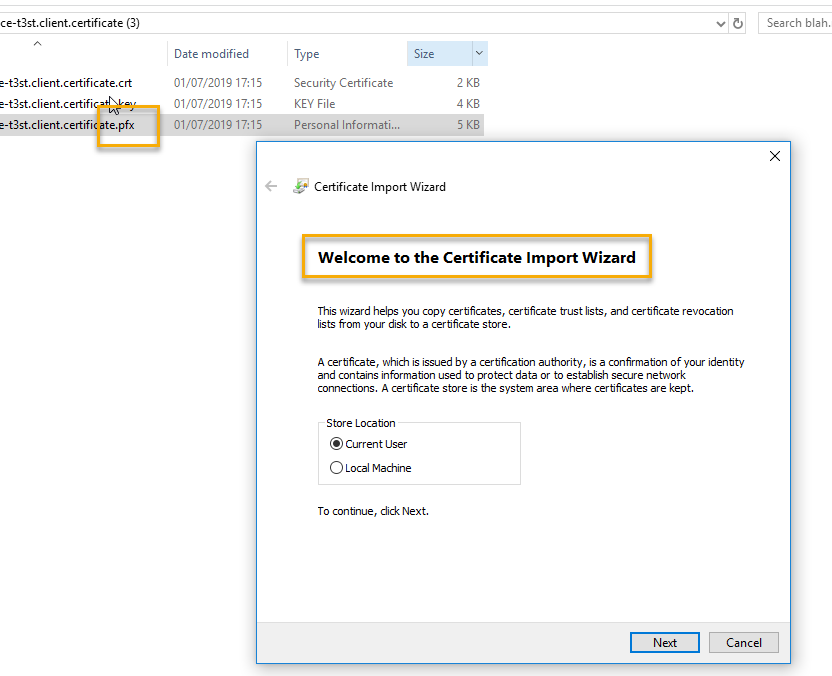 ce-t3st.client.certificate (3)
Search blah.
Date modified Type Size
e-t3st.client.certificate.crt 01/07/2019 17:15 Security Certificate 2 KB
e-t3st.client.certificate.key 01/07/2019 17:15 KEY File 4 KB
e-t3st.client.certificate.pfx 01/07/2019 17:15 Personal Informati... 5 KB
Certificate Import Wizard
Welcome to the Certificate Import Wizard
This wizard helps you copy certificates, certificate trust lists, and certificate revocation
lists from your disk to a certificate store.
A certificate, which is issued by a certification authority, is a confirmation of your identity
and contains information used to protect data or to establish secure network
connections. A certificate store is the system area where certificates are kept.
Store Location
Current User
Local Machine
To continue, click Next.
Next Cancel